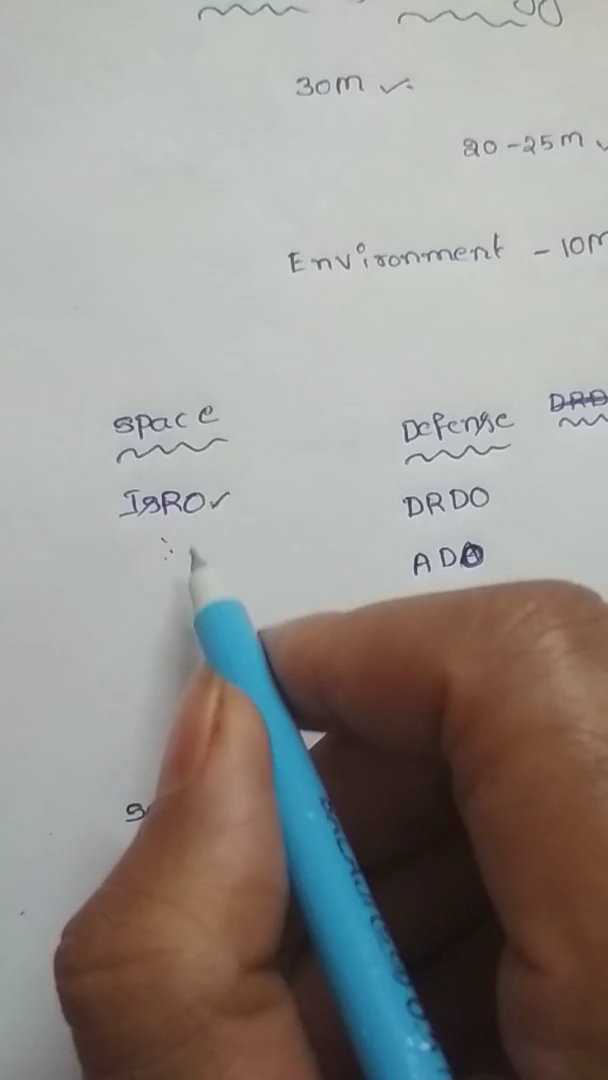 30m ✓
20-25m
Environment - 10m
Space
Defense
ISRO ✓
DRDO
ADA